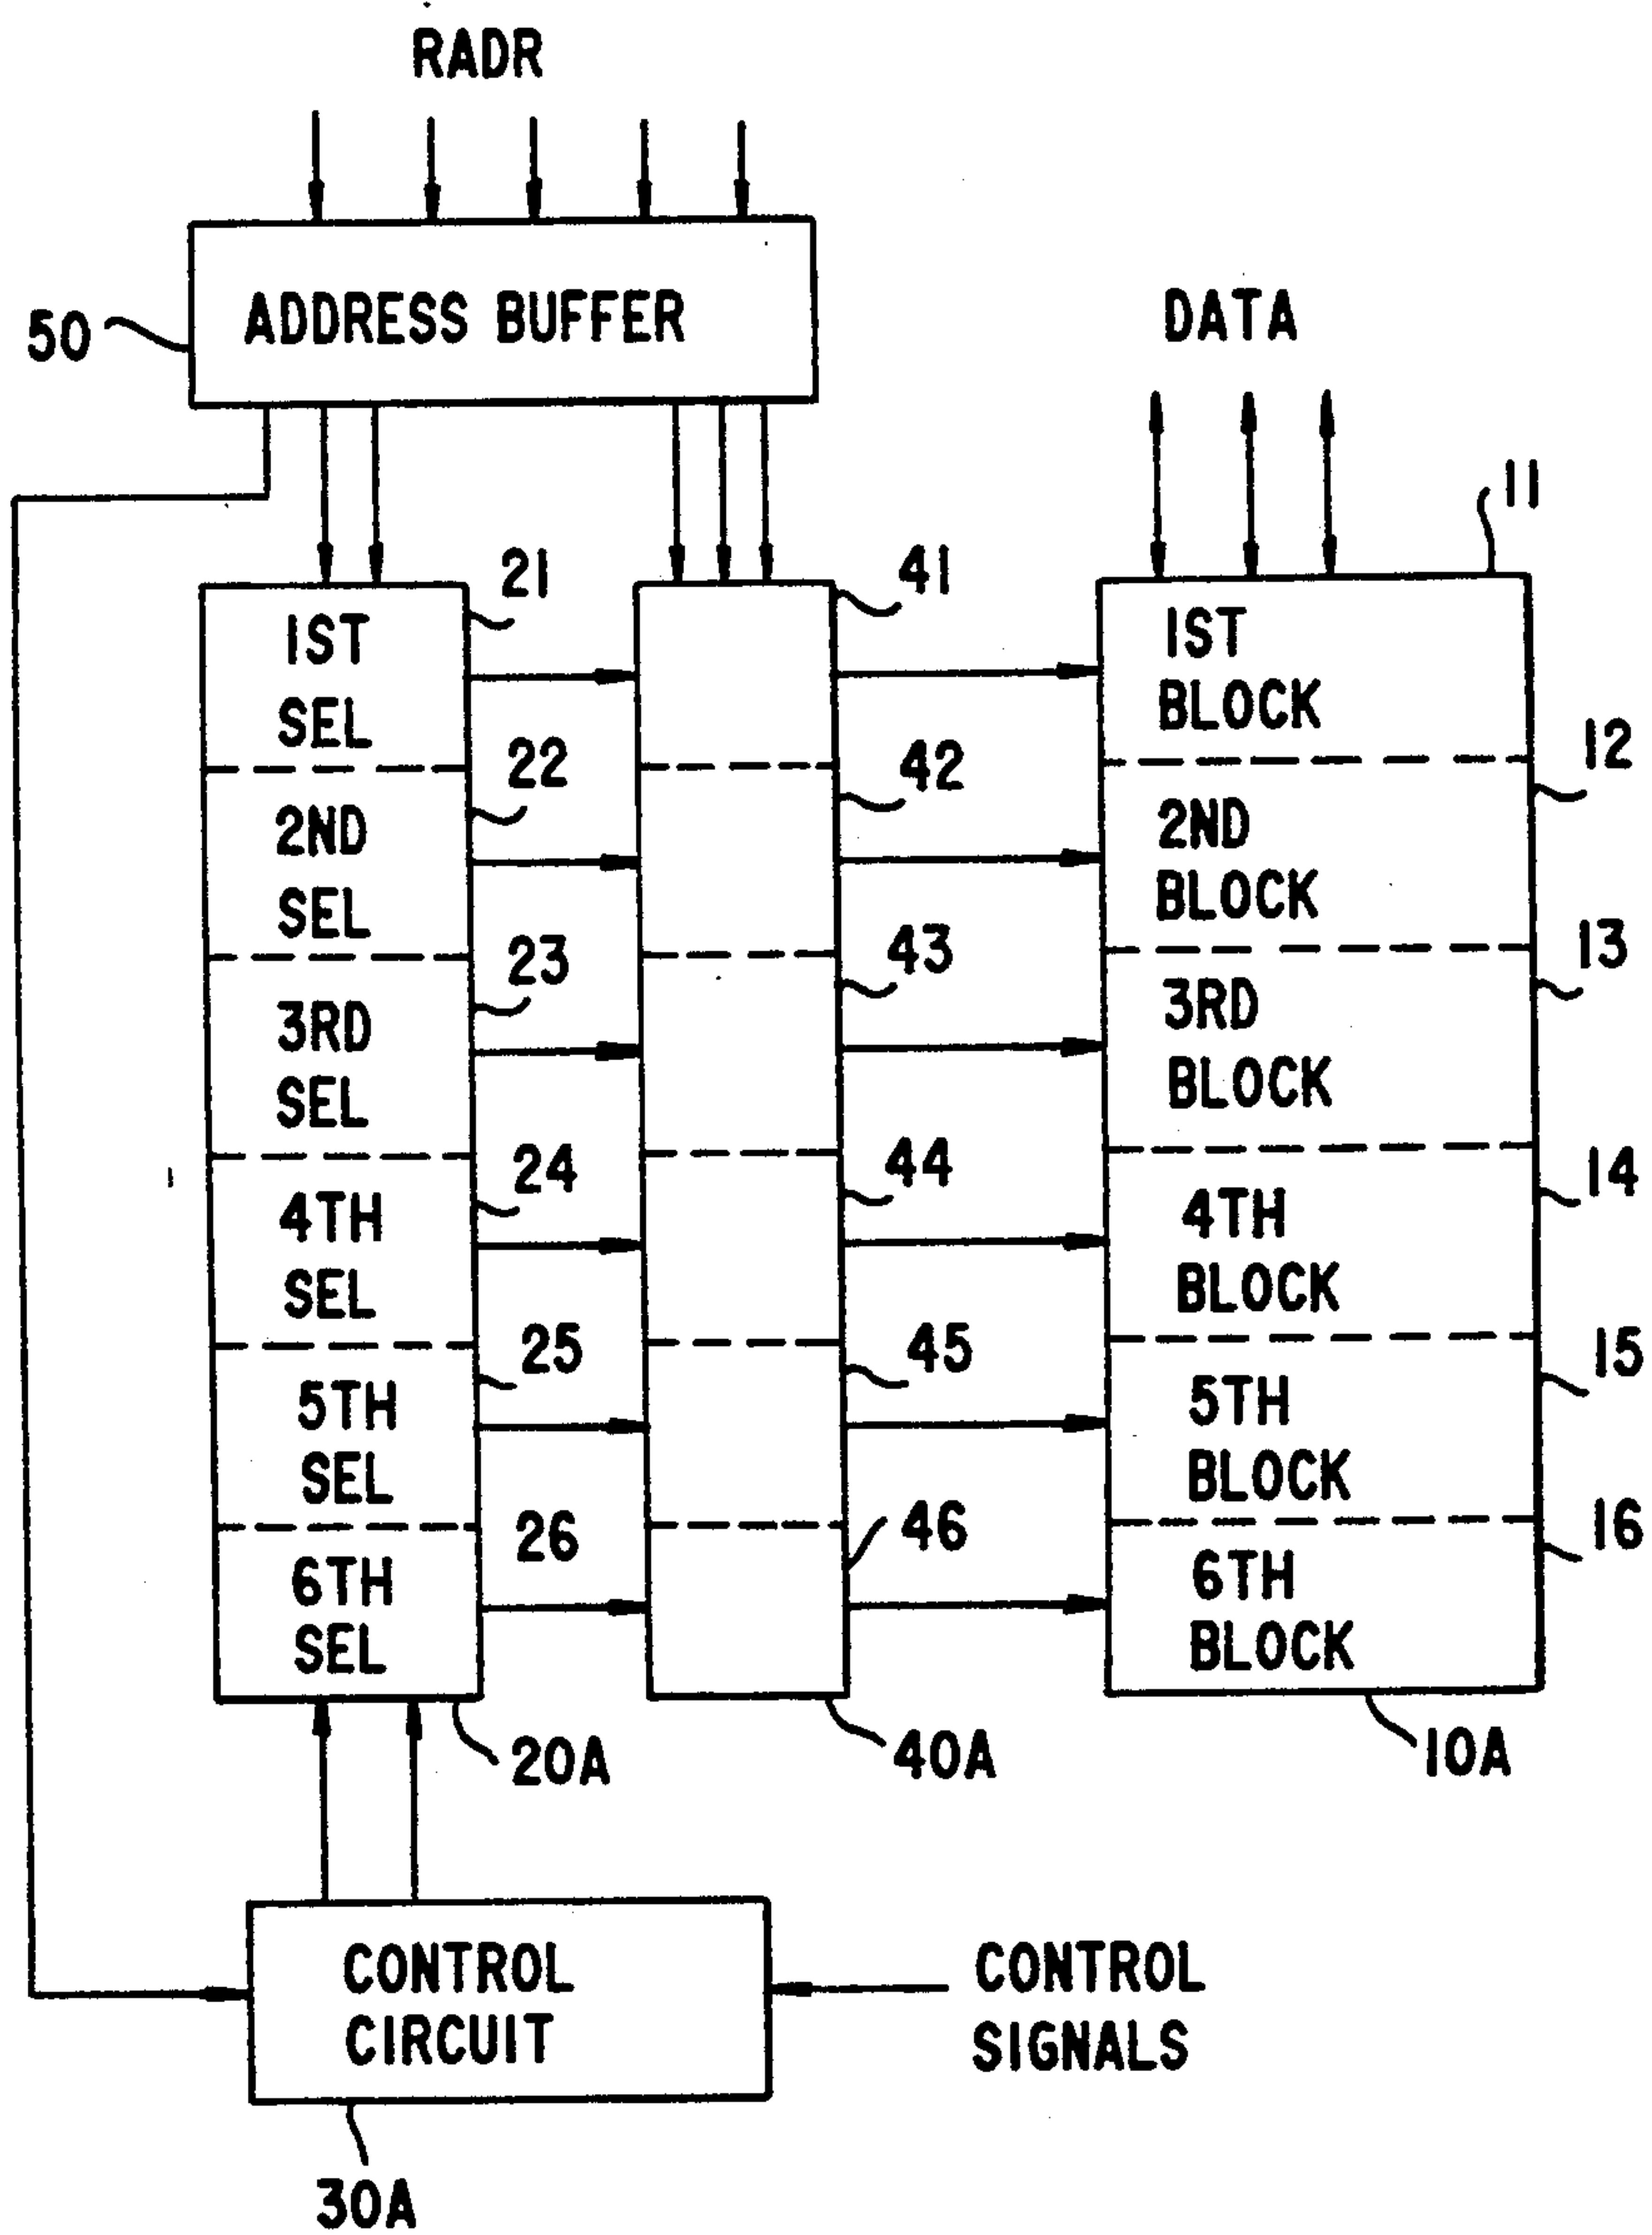 RADR
ADDRESS BUFFER
50
DATA
11
21
41
1ST
SEL
1ST
BLOCK
22
42
12
2ND
SEL
2ND
BLOCK
23
43
13
3RD
SEL
3RD
BLOCK
24
44
14
4TH
SEL
4TH
BLOCK
25
45
15
5TH
SEL
5TH
BLOCK
26
46
16
6TH
SEL
6TH
BLOCK
20A
40A
10A
CONTROL
CIRCUIT
CONTROL
SIGNALS
30A